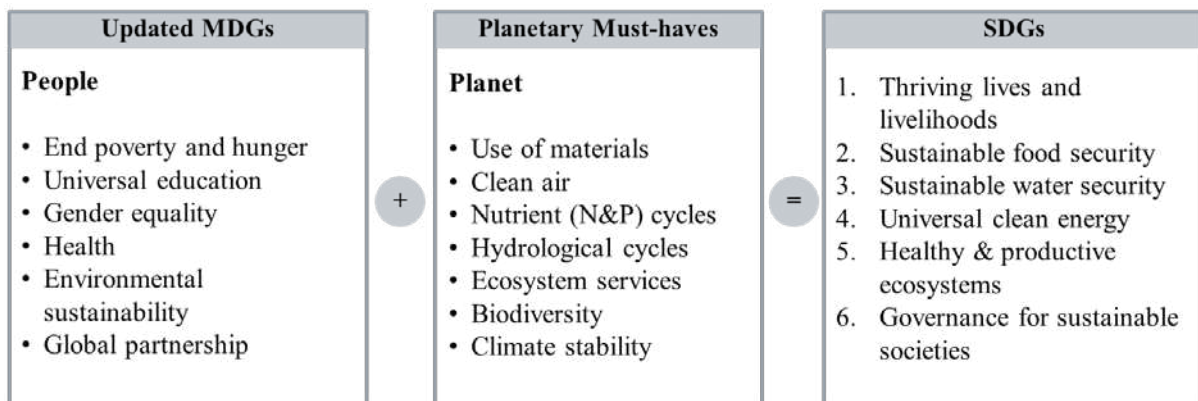 Updated MDGs
People
• End poverty and hunger
• Universal education
• Gender equality
• Health
• Environmental
sustainability
• Global partnership
+
Planetary Must-haves
Planet
• Use of materials
• Clean air
• Nutrient (N&P) cycles
• Hydrological cycles
• Ecosystem services
• Biodiversity
• Climate stability
=
SDGs
1. Thriving lives and
livelihoods
2. Sustainable food security
3. Sustainable water security
4. Universal clean energy
5. Healthy & productive
ecosystems
6. Governance for sustainable
societies